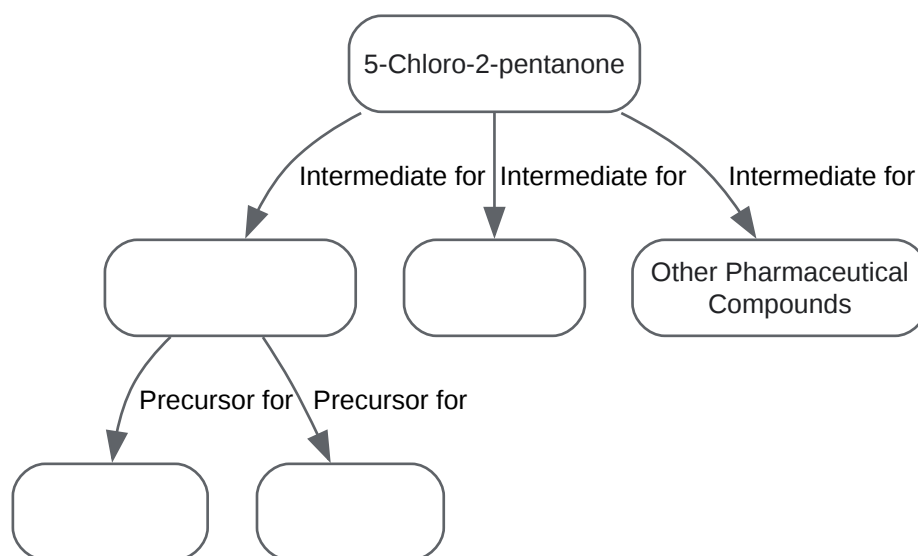 5-Chloro-2-pentanone
Intermediate for Intermediate for Intermediate for
Other Pharmaceutical
Compounds
Precursor for Precursor for